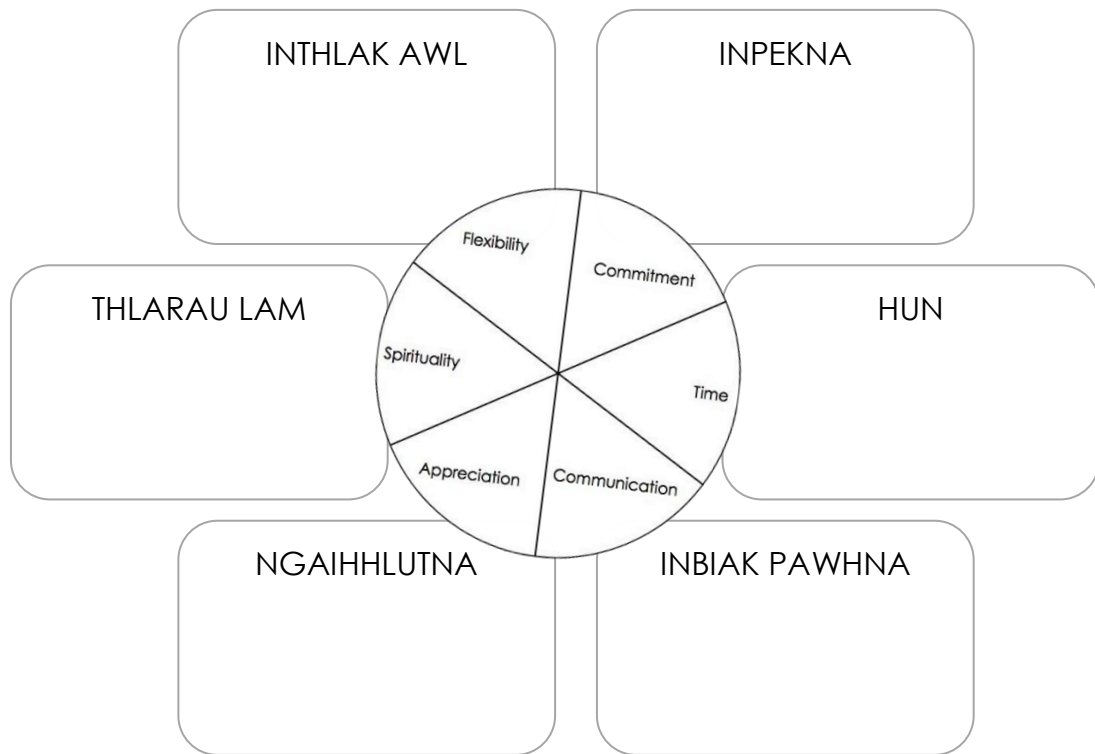 INTHLAK AWL
INPEKNA
Flexibility
Commitment
THLARAU LAM
HUN
Spirituality
Time
Appreciation
Communication
NGAIHHLUTNA
INBIAK PAWHNA